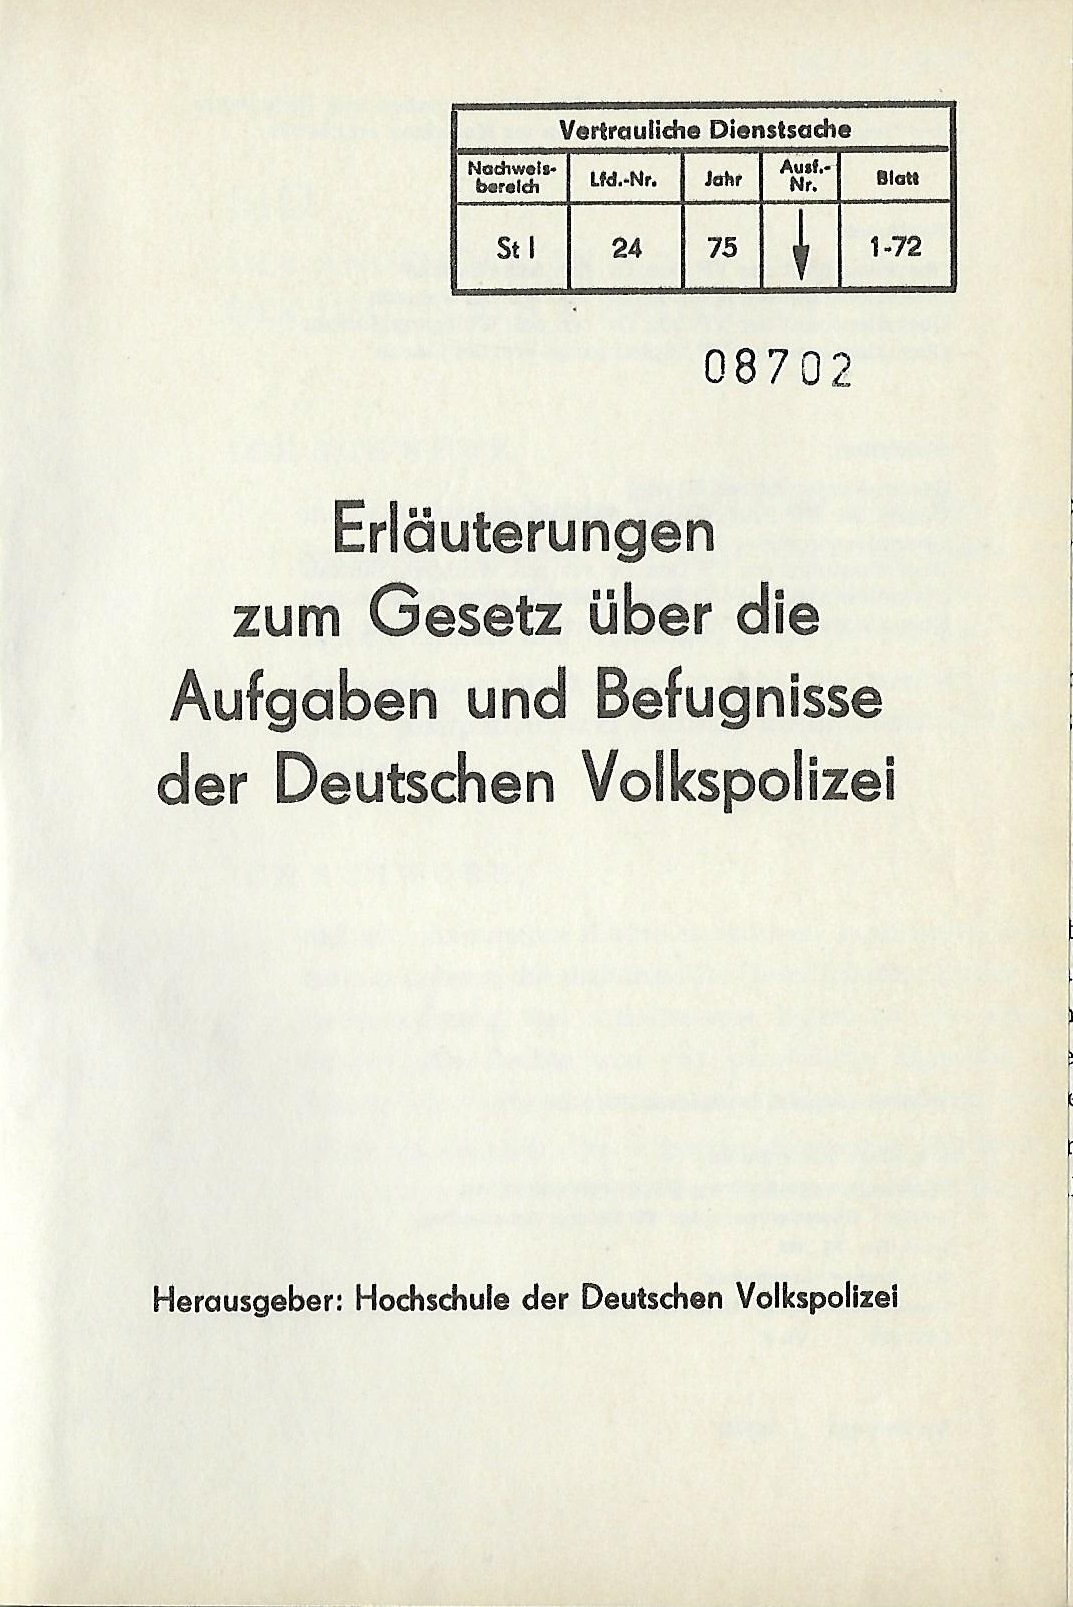 Vertrauliche Dienstsache
Nachweis- Lfd.-Nr. Jahr Ausf.- Blatt
bereich Nr.
St I 24 75 1-72
08702
Erläuterungen
zum Gesetz über die
Aufgaben und Befugnisse
der Deutschen Volkspolizei
Herausgeber: Hochschule der Deutschen Volkspolizei